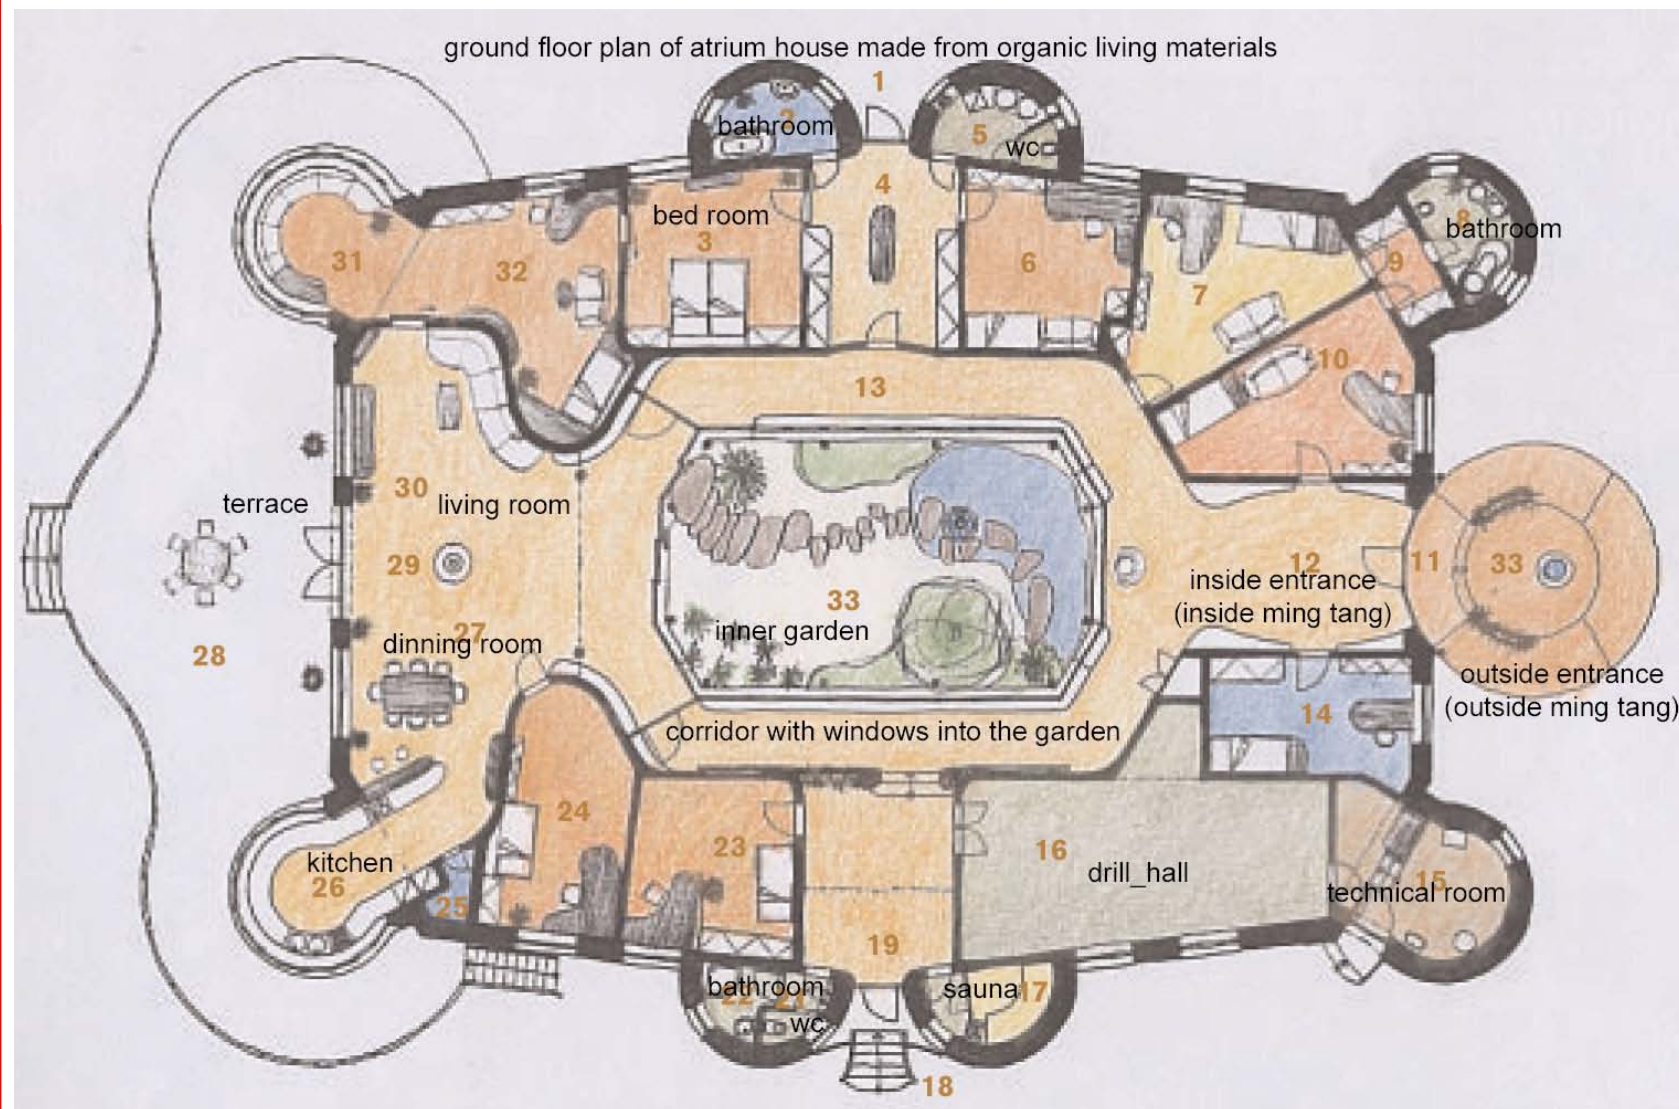 ground floor plan of atrium house made from organic living materials
1
2
bathroom
5
wc
4
bed room
3
6
7
8
bathroom
9
31
32
10
13
30
living room
terrace
29
33
inner garden
12
inside entrance
(inside ming tang)
11
33
27
dinning room
28
outside entrance
(outside ming tang)
14
corridor with windows into the garden
24
23
16
drill_hall
kitchen
26
25
15
technical room
19
bathroom
22
21
wc
sauna
17
18